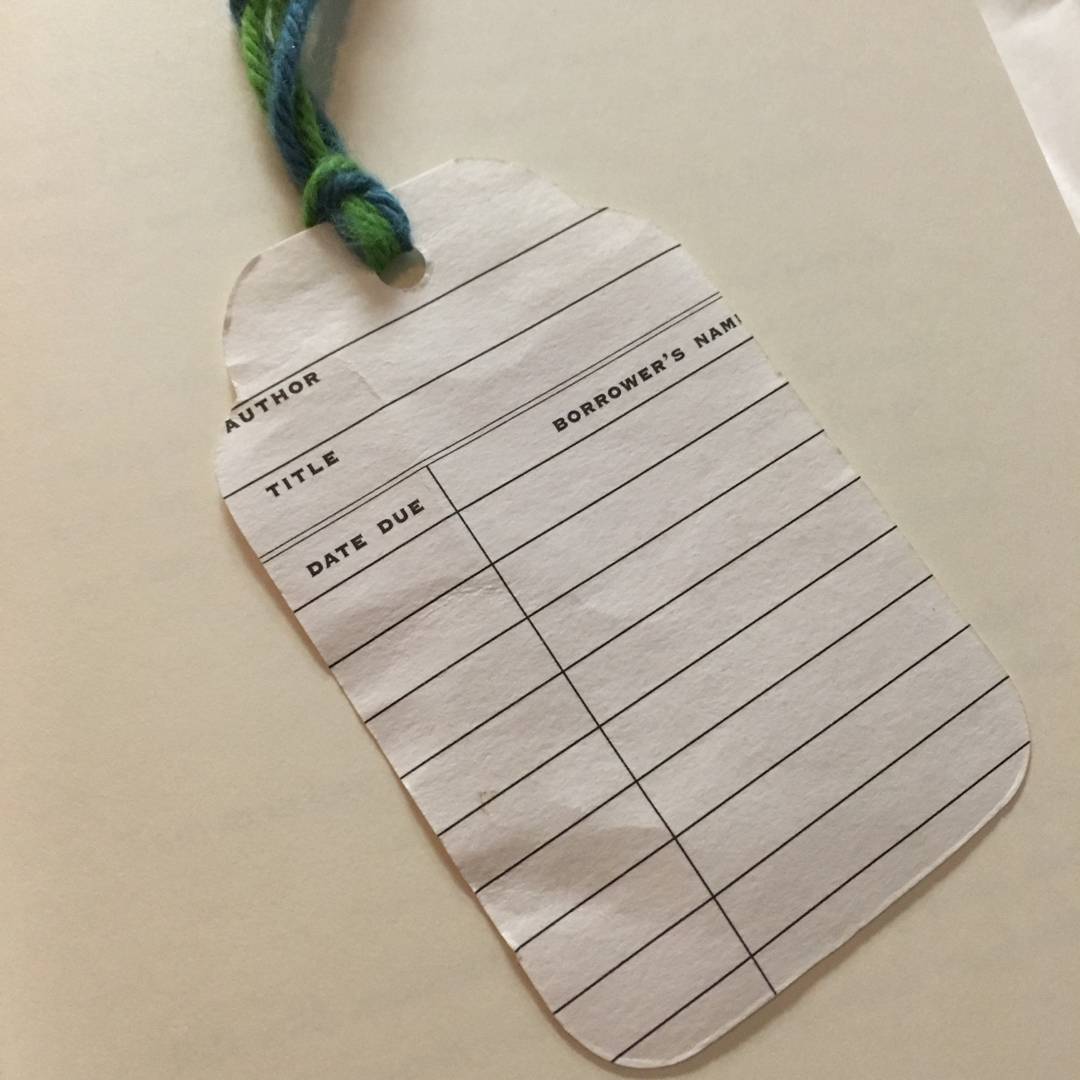 AUTHOR
TITLE
DATE DUE BORROWER'S NAM